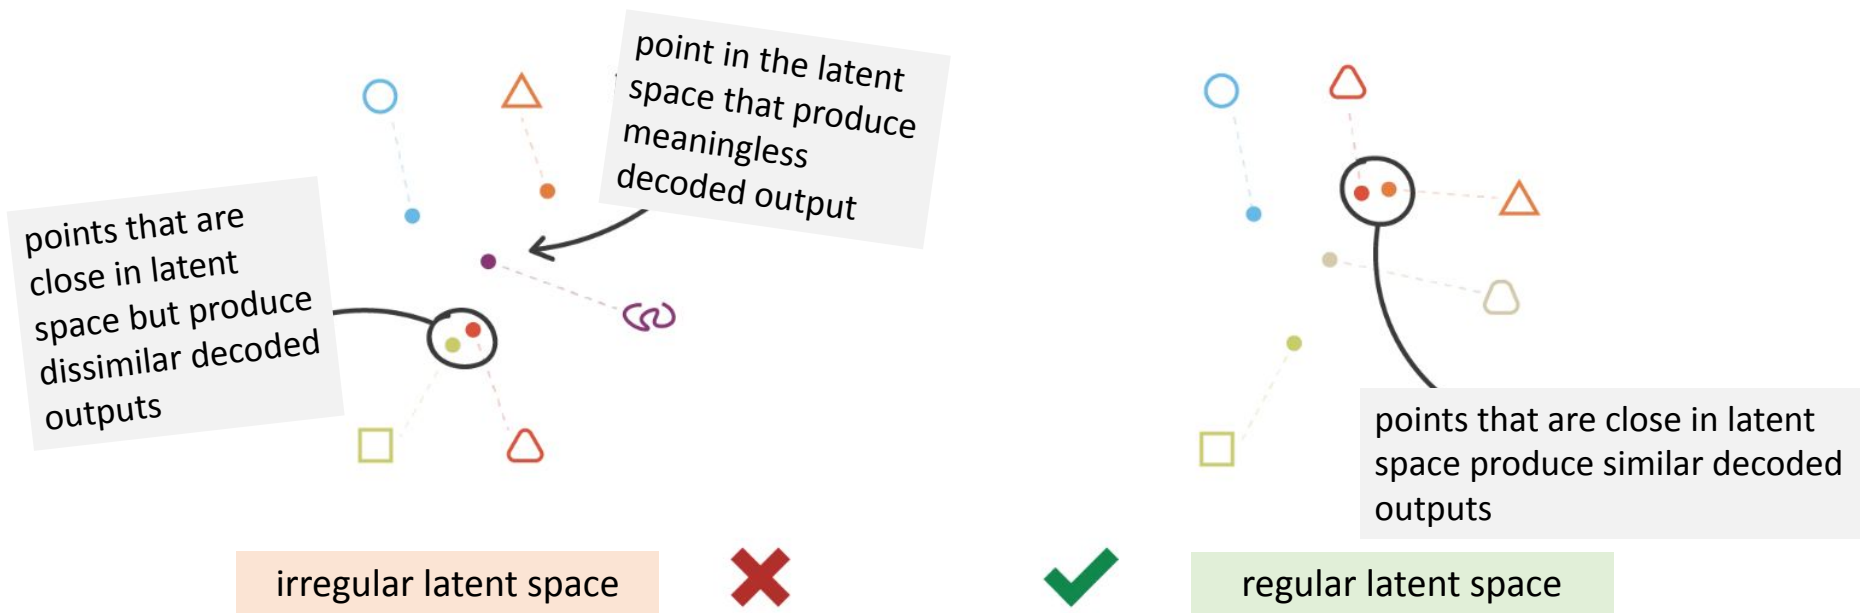 point in the latent
space that produce
meaningless
decoded output
points that are
close in latent
space but produce
dissimilar decoded
outputs
points that are close in latent
space produce similar decoded
outputs
irregular latent space
regular latent space